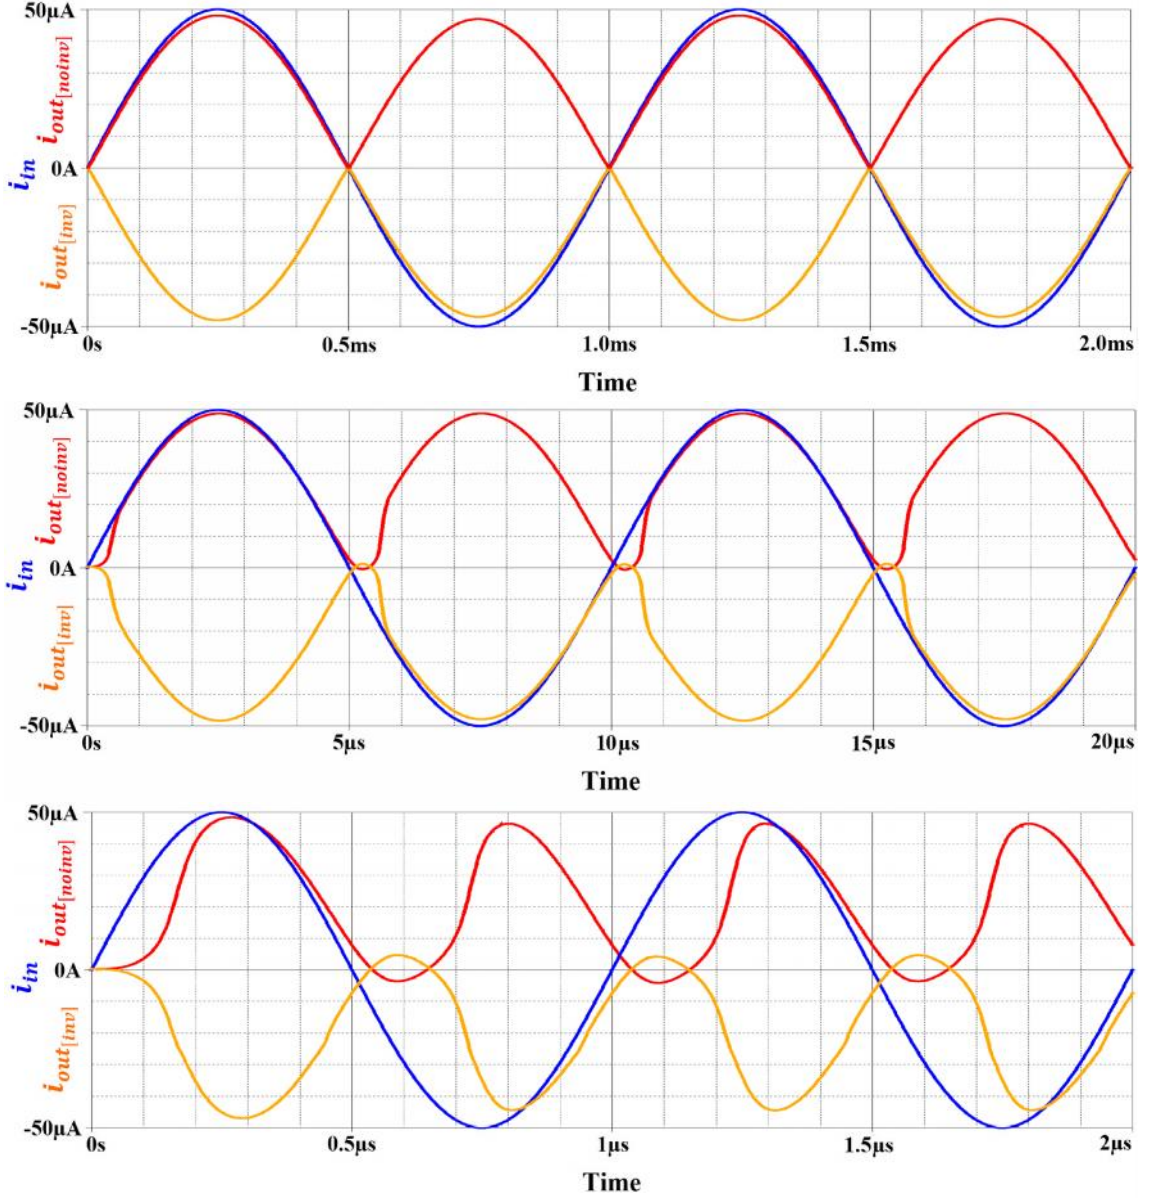 50µA
0A
-50µA
i_in i_out[noinv]
i_out[inv]
0s 0.5ms 1.0ms 1.5ms 2.0ms
Time
50µA
0A
-50µA
i_in i_out[noinv]
i_out[inv]
0s 5µs 10µs 15µs 20µs
Time
50µA
0A
-50µA
i_in i_out[noinv]
i_out[inv]
0s 0.5µs 1µs 1.5µs 2µs
Time